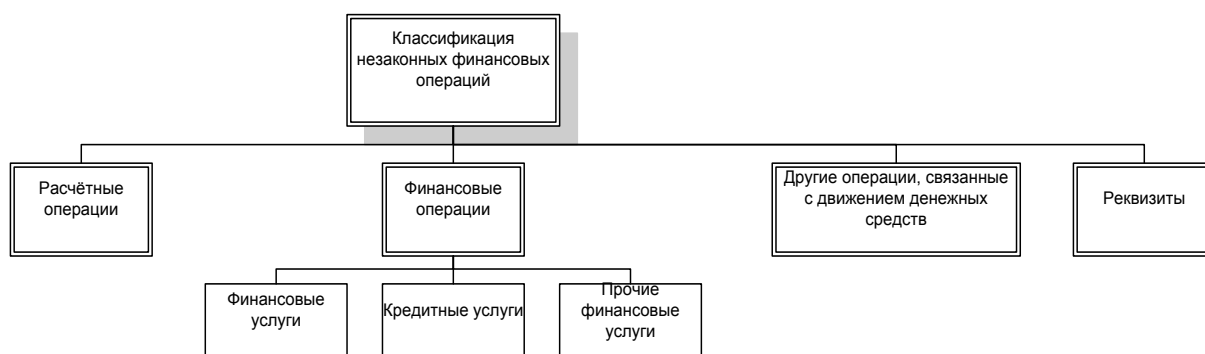 Классификация
незаконных финансовых
операций
Расчётные
операции
Финансовые
операции
Другие операции, связанные
с движением денежных
средств
Реквизиты
Финансовые
услуги
Кредитные услуги
Прочие
финансовые
услуги